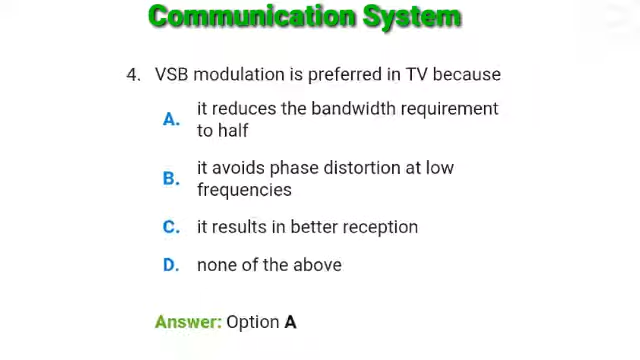 Communication System
4. VSB modulation is preferred in TV because
A. it reduces the bandwidth requirement
to half
B. it avoids phase distortion at low
frequencies
C. it results in better reception
D. none of the above
Answer: Option A